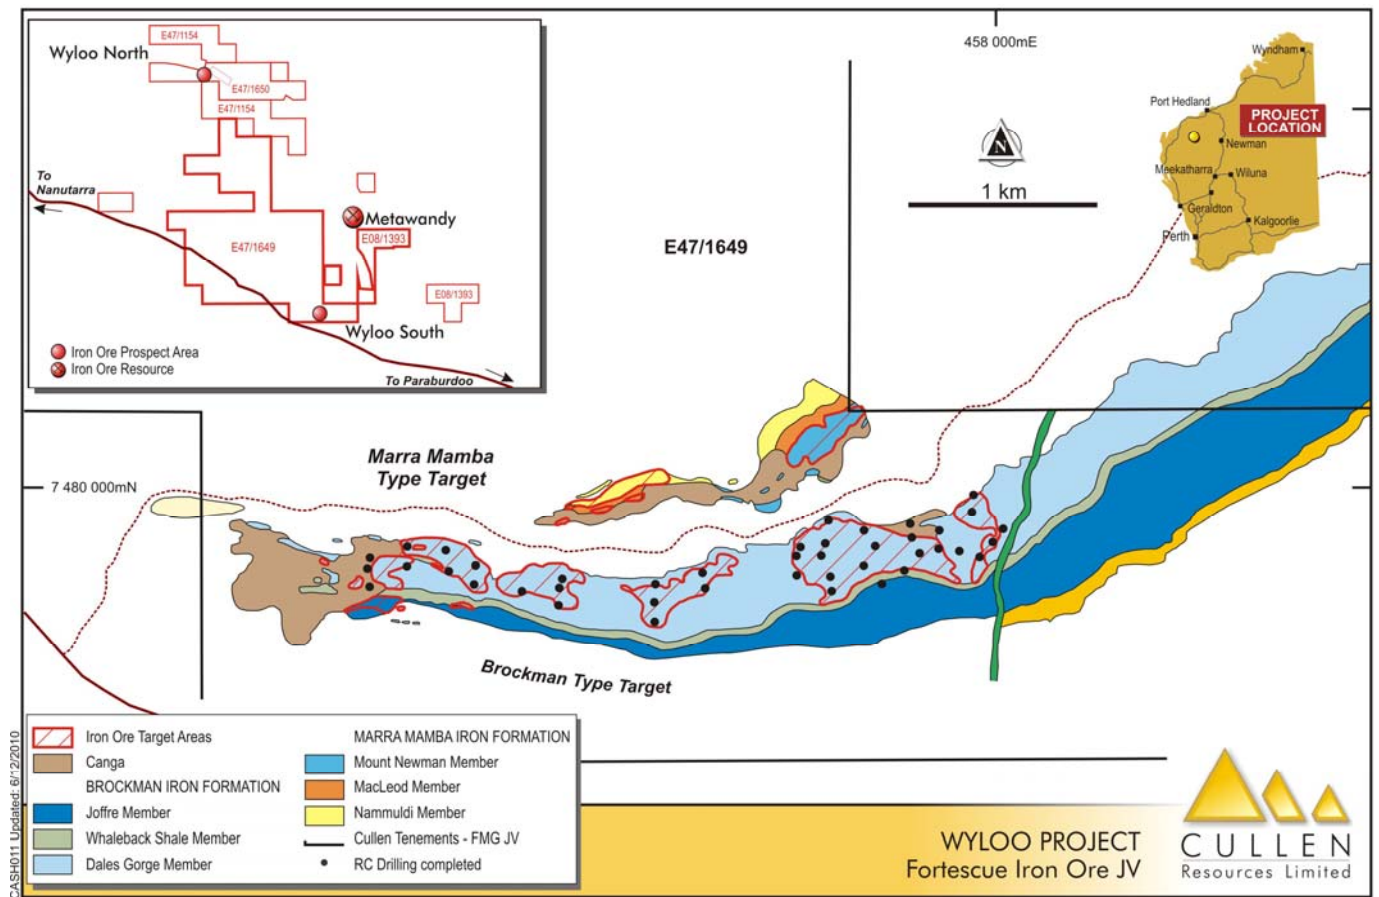 E47/1154
Wyloo North
E47/1650
E47/1154
To
Nanutarra
Metawandy
E08/1393
E47/1649
E08/1393
Wyloo South
Iron Ore Prospect Area
Iron Ore Resource
To Paraburdoo
458 000mE
N
1 km
E47/1649
Wyndham
Port Hedland
PROJECT
LOCATION
Newman
Meekatharra
Wiluna
Geraldton
Kalgoorlie
Perth
Marra Mamba
Type Target
7 480 000mN
Brockman Type Target
Iron Ore Target Areas
Canga
BROCKMAN IRON FORMATION
Joffre Member
Whaleback Shale Member
Dales Gorge Member
MARRA MAMBA IRON FORMATION
Mount Newman Member
MacLeod Member
Nammuldi Member
Cullen Tenements - FMG JV
RC Drilling completed
WYLOO PROJECT
Fortescue Iron Ore JV
CULLEN
Resources Limited
CASH011 Updated: 6/12/2010